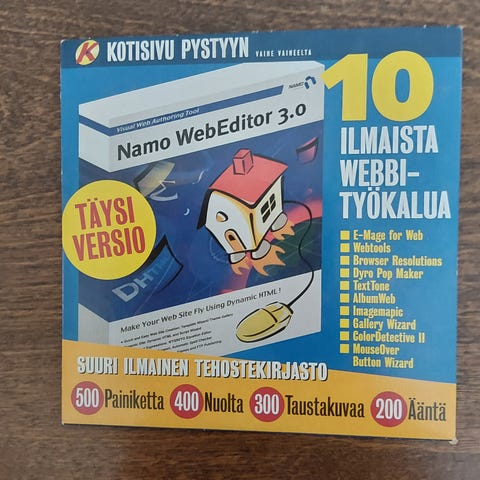 K KOTISIVU PYSTYYN VAIHE VAIHEELTA
10
ILMAISTA
WEBBI-
TYÖKALUA
E-Mage for Web
Webtools
Browser Resolutions
Dyro Pop Maker
TextTone
AlbumWeb
Imagemapic
Gallery Wizard
ColorDetective II
MouseOver
Button Wizard
NAMO
Visual Web Authoring Tool
Namo WebEditor 3.0
TÄYSI
VERSIO
DHTML
Make Your Web Site Fly Using Dynamic HTML !
SUURI ILMAINEN TEHOSTEKIRJASTO
500 Painiketta 400 Nuolta 300 Taustakuvaa 200 Ääntä